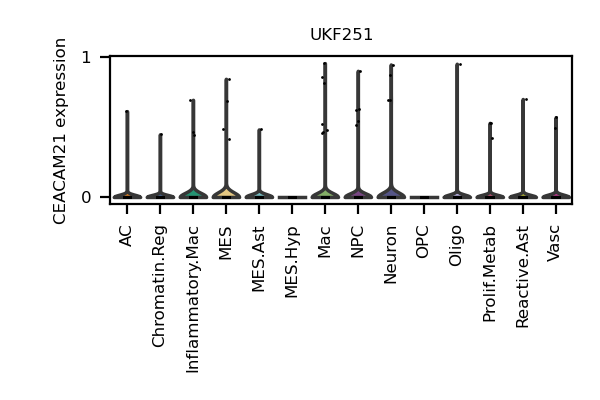 UKF251
CEACAM21 expression
1
0
AC
Chromatin.Reg
Inflammatory.Mac
MES
MES.Ast
MES.Hyp
Mac
NPC
Neuron
OPC
Oligo
Prolif.Metab
Reactive.Ast
Vasc